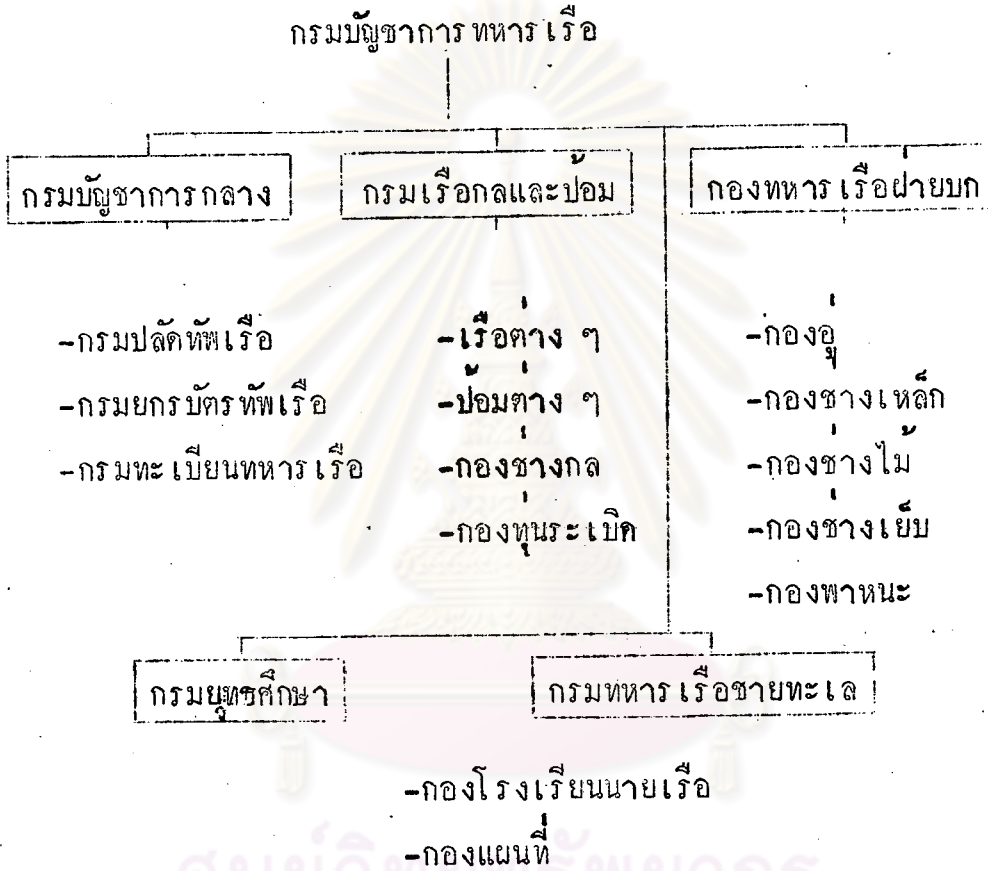 กรมบัญชาการทหารเรือ
กรมบัญชาการกลาง
กรมเรือกลและป้อม
กองทหารเรือฝ่ายบก
-กรมปลัดทัพเรือ
-กรมยกรบัตรทัพเรือ
-กรมทะเบียนทหารเรือ
-เรือต่าง ๆ
-ป้อมต่าง ๆ
-กองช่างกล
-กองทุ่นระเบิด
-กองอู่
-กองช่างเหล็ก
-กองช่างไม้
-กองช่างเย็บ
-กองพาหนะ
กรมยุทธศึกษา
กรมทหารเรือชายทะเล
-กองโรงเรียนนายเรือ
-กองแผนที่